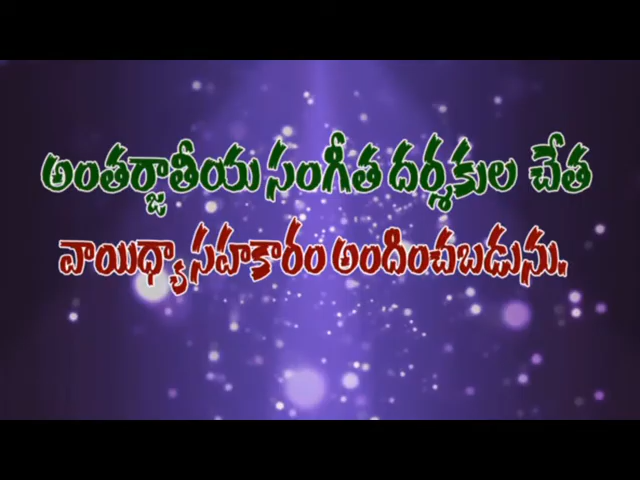 అంతర్జాతీయ సంగీత దర్శకుల చేత
వాయిధ్యా సహకారం అందించబడును.